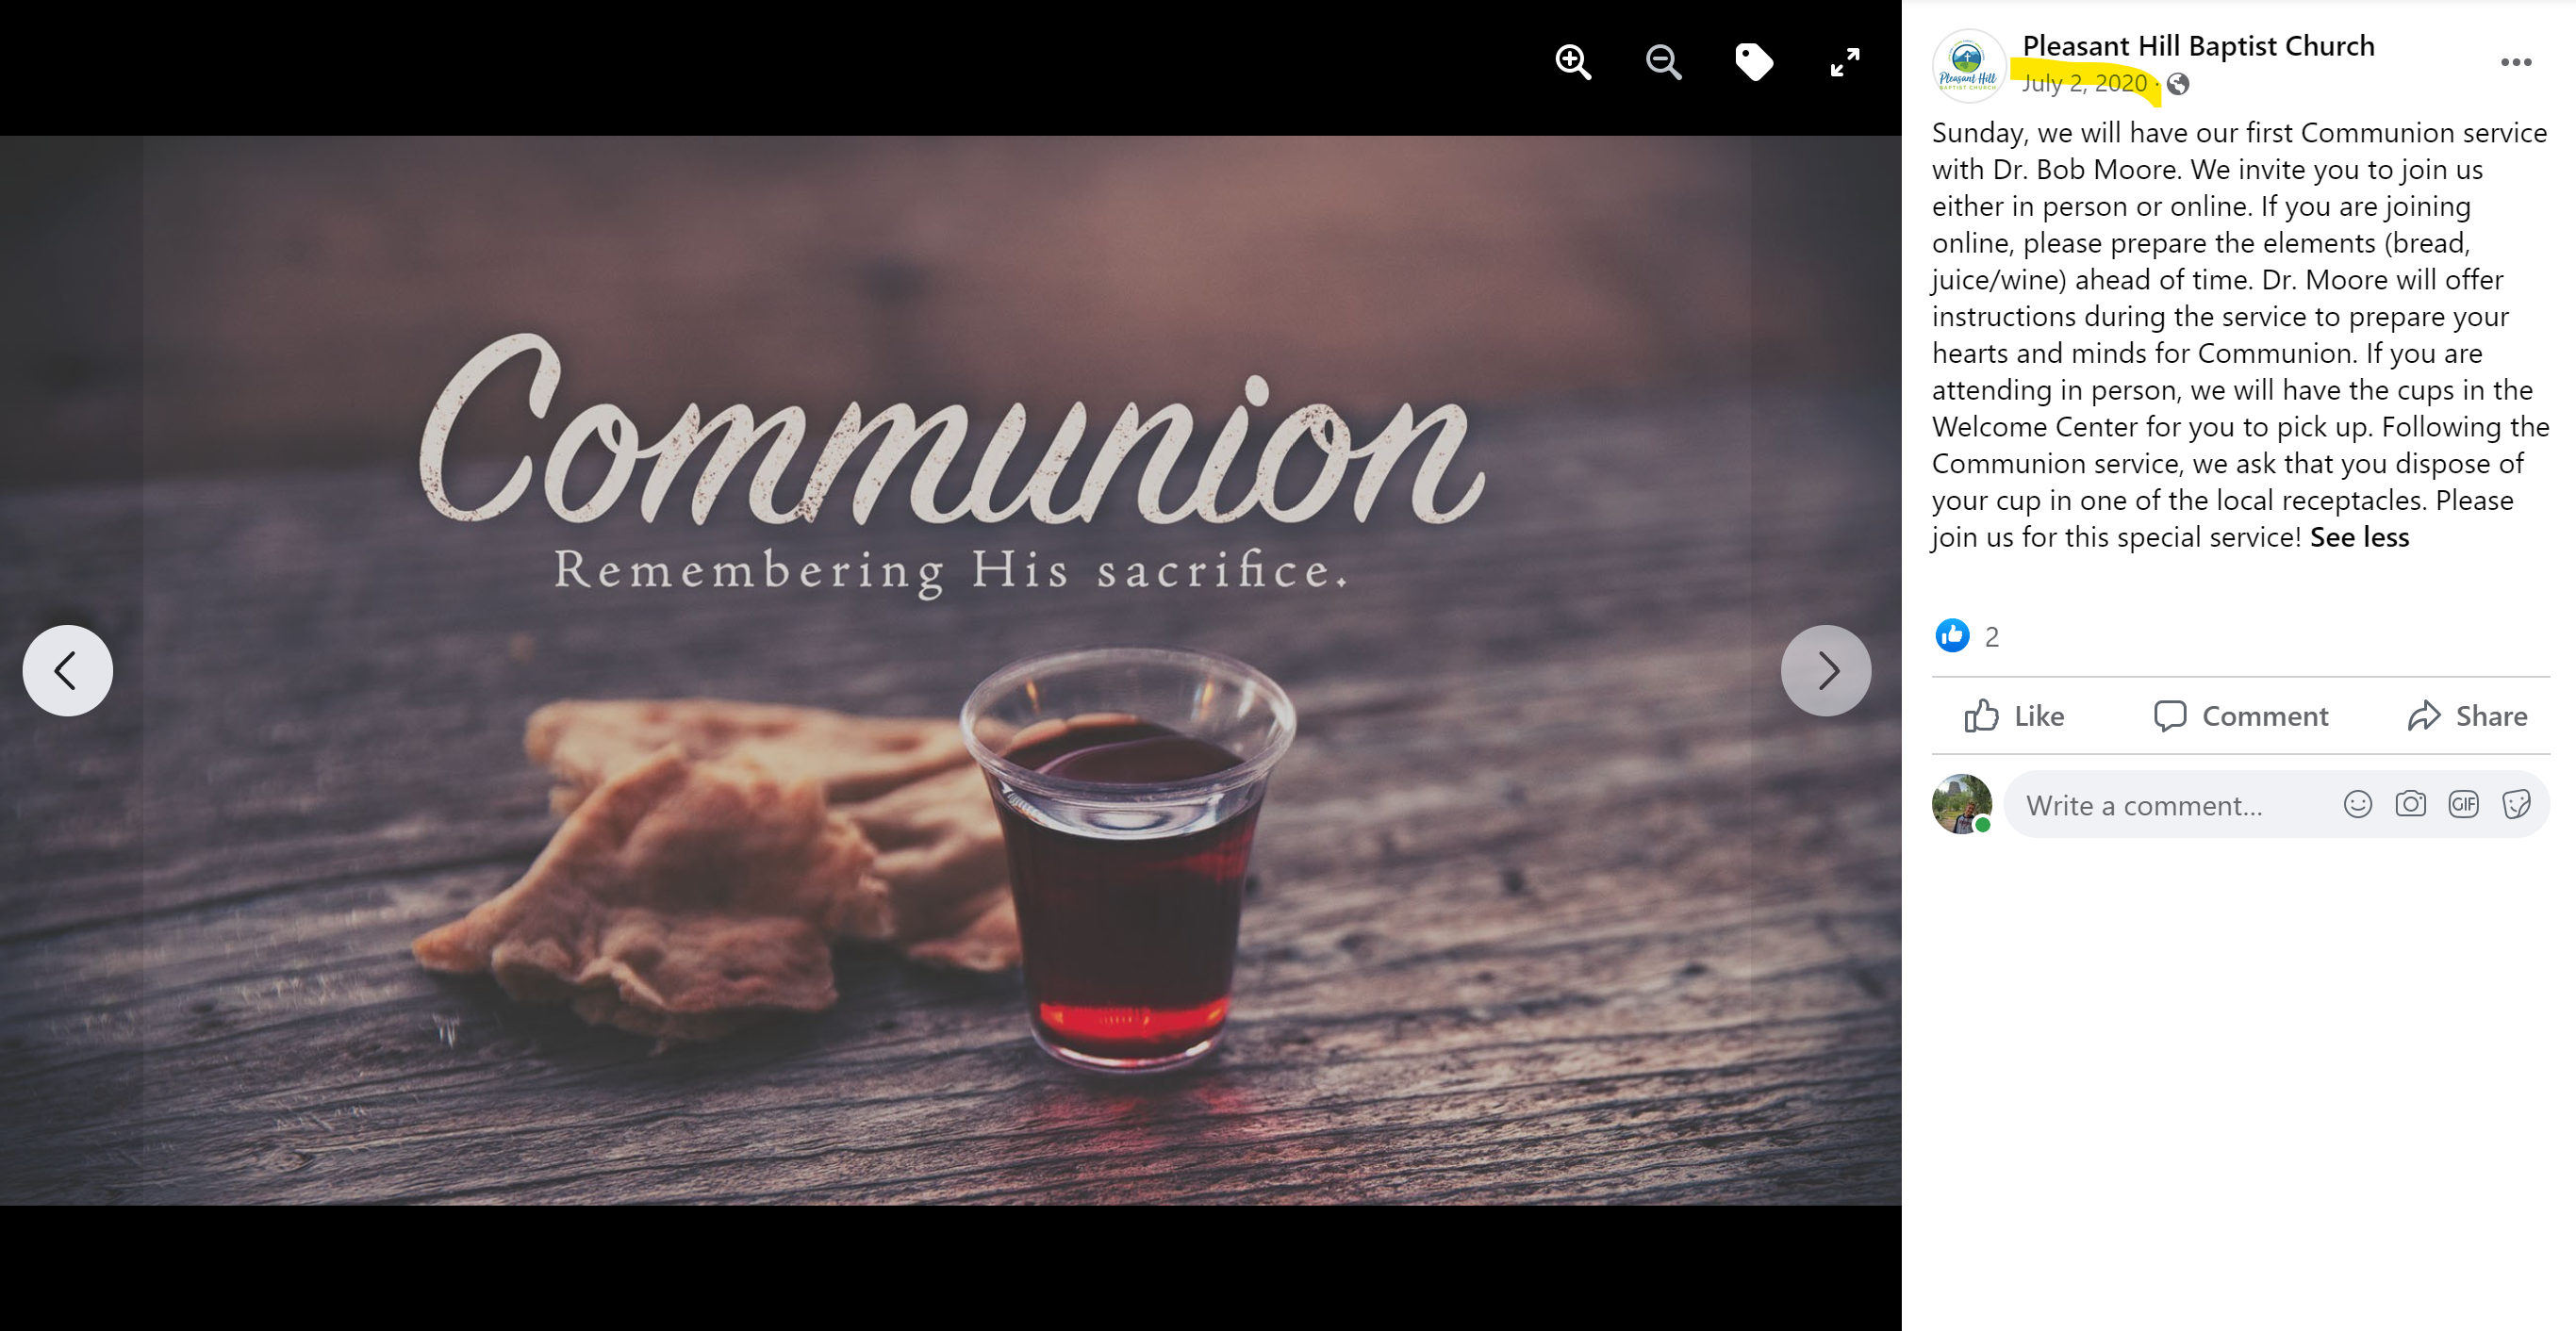 Communion
Remembering His sacrifice.
Pleasant Hill
BAPTIST CHURCH
Pleasant Hill Baptist Church
July 2, 2020 ·
Sunday, we will have our first Communion service
with Dr. Bob Moore. We invite you to join us
either in person or online. If you are joining
online, please prepare the elements (bread,
juice/wine) ahead of time. Dr. Moore will offer
instructions during the service to prepare your
hearts and minds for Communion. If you are
attending in person, we will have the cups in the
Welcome Center for you to pick up. Following the
Communion service, we ask that you dispose of
your cup in one of the local receptacles. Please
join us for this special service! See less
2
Like Comment Share
Write a comment... GIF